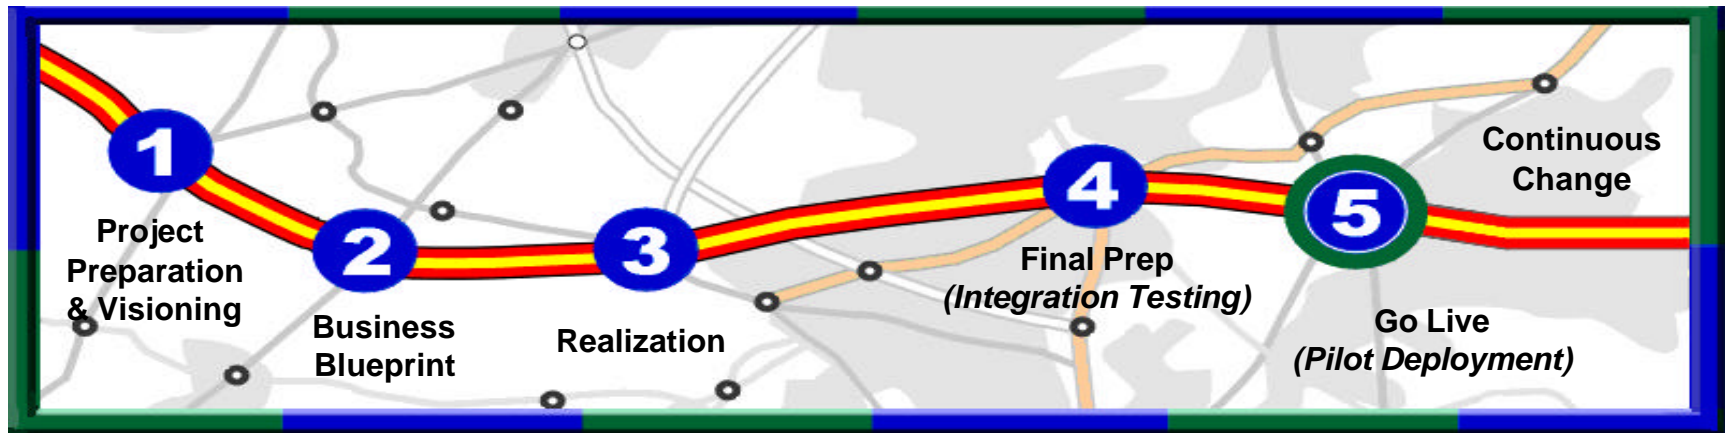 1
Project
Preparation
& Visioning
2
Business
Blueprint
3
Realization
4
Final Prep
(Integration Testing)
5
Go Live
(Pilot Deployment)
Continuous
Change